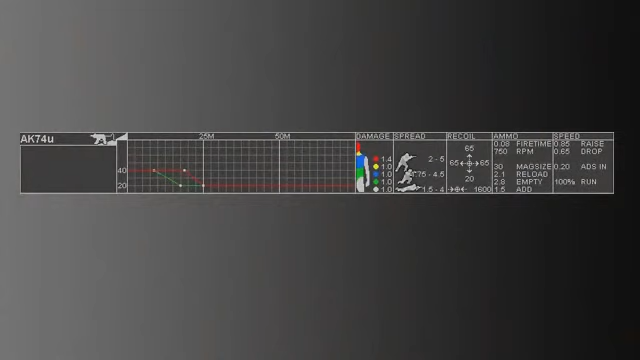 AK74u 25M 50M DAMAGE SPREAD RECOIL AMMO SPEED
40
20
1.4
1.0
1.0
1.0
1.0
2 - 5
1.75 - 4.5
1.5 - 4
65
65 65
20
1600
0.08 FIRETIME
750 RPM
30 MAGSIZE
2.1 RELOAD
2.8 EMPTY
1.5 ADD
0.85 RAISE
0.65 DROP
0.20 ADS IN
100% RUN